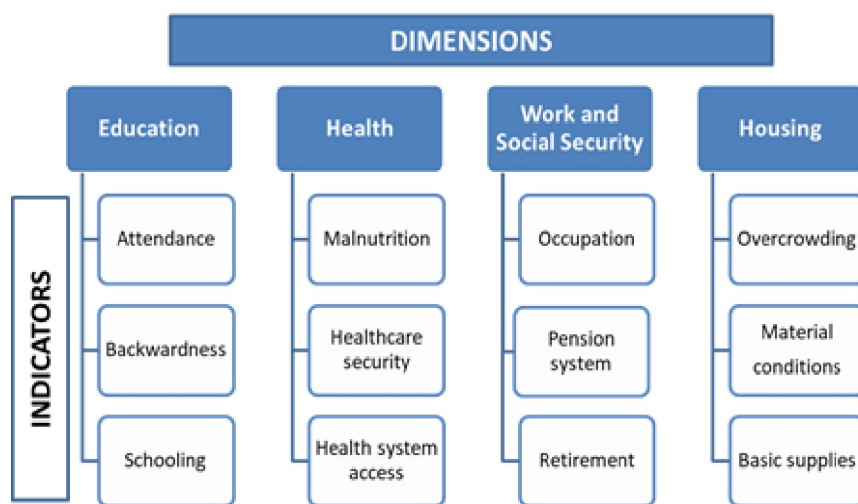 DIMENSIONS
Education
Health
Work and
Social Security
Housing
INDICATORS
Attendance
Malnutrition
Occupation
Overcrowding
Backwardness
Healthcare
security
Pension
system
Material
conditions
Schooling
Health system
access
Retirement
Basic supplies